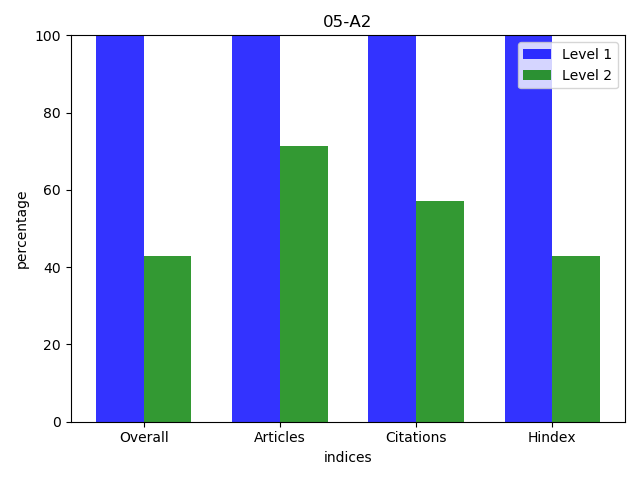 05-A2
Level 1
Level 2
percentage
100
80
60
40
20
0
Overall Articles Citations Hindex
indices